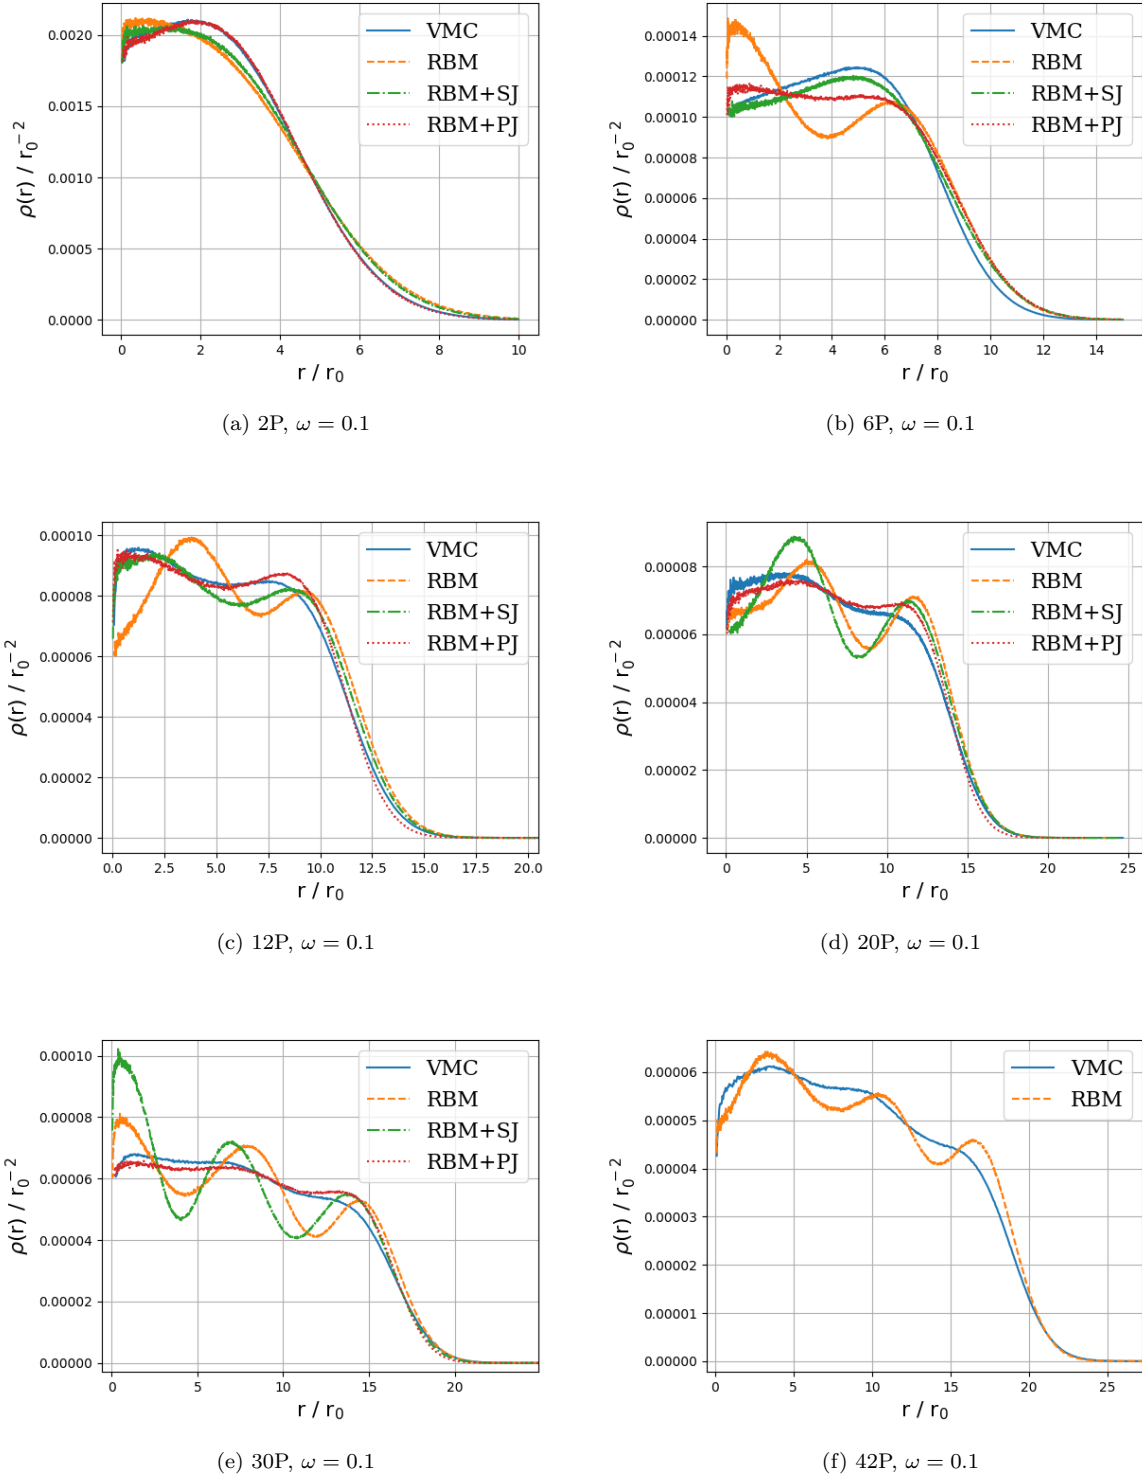 VMC
RBM
RBM+SJ
RBM+PJ
0.0020
0.0015
0.0010
0.0005
0.0000
ρ(r) / r₀⁻²
0 2 4 6 8 10
r / r₀
(a) 2P, ω = 0.1
VMC
RBM
RBM+SJ
RBM+PJ
0.00014
0.00012
0.00010
0.00008
0.00006
0.00004
0.00002
0.00000
ρ(r) / r₀⁻²
0 2 4 6 8 10 12 14
r / r₀
(b) 6P, ω = 0.1
VMC
RBM
RBM+SJ
RBM+PJ
0.00010
0.00008
0.00006
0.00004
0.00002
0.00000
ρ(r) / r₀⁻²
0.0 2.5 5.0 7.5 10.0 12.5 15.0 17.5 20.0
r / r₀
(c) 12P, ω = 0.1
VMC
RBM
RBM+SJ
RBM+PJ
0.00008
0.00006
0.00004
0.00002
0.00000
ρ(r) / r₀⁻²
0 5 10 15 20 25
r / r₀
(d) 20P, ω = 0.1
VMC
RBM
RBM+SJ
RBM+PJ
0.00010
0.00008
0.00006
0.00004
0.00002
0.00000
ρ(r) / r₀⁻²
0 5 10 15 20
r / r₀
(e) 30P, ω = 0.1
VMC
RBM
0.00006
0.00005
0.00004
0.00003
0.00002
0.00001
0.00000
ρ(r) / r₀⁻²
0 5 10 15 20 25
r / r₀
(f) 42P, ω = 0.1